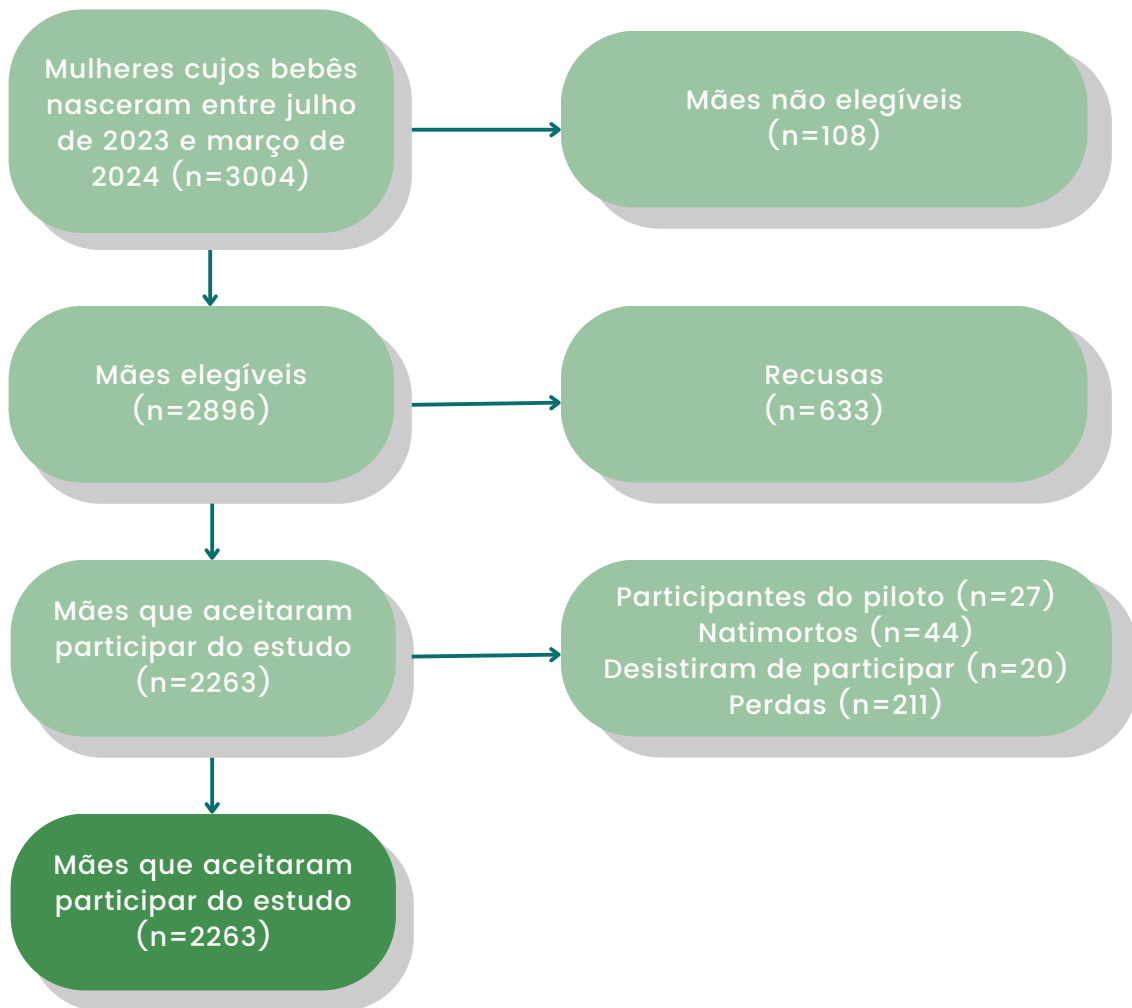 Mulheres cujos bebês
nasceram entre julho
de 2023 e março de
2024 (n=3004)
Mães não elegíveis
(n=108)
Mães elegíveis
(n=2896)
Recusas
(n=633)
Mães que aceitaram
participar do estudo
(n=2263)
Participantes do piloto (n=27)
Natimortos (n=44)
Desistiram de participar (n=20)
Perdas (n=211)
Mães que aceitaram
participar do estudo
(n=2263)